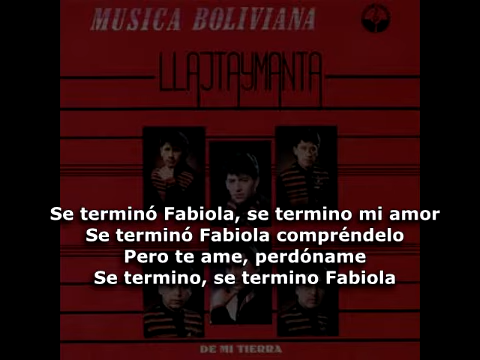 MUSICA BOLIVIANA
LLAJTAYMANTA
Se terminó Fabiola, se termino mi amor
Se terminó Fabiola compréndelo
Pero te ame, perdóname
Se termino, se termino Fabiola
DE MI TIERRA